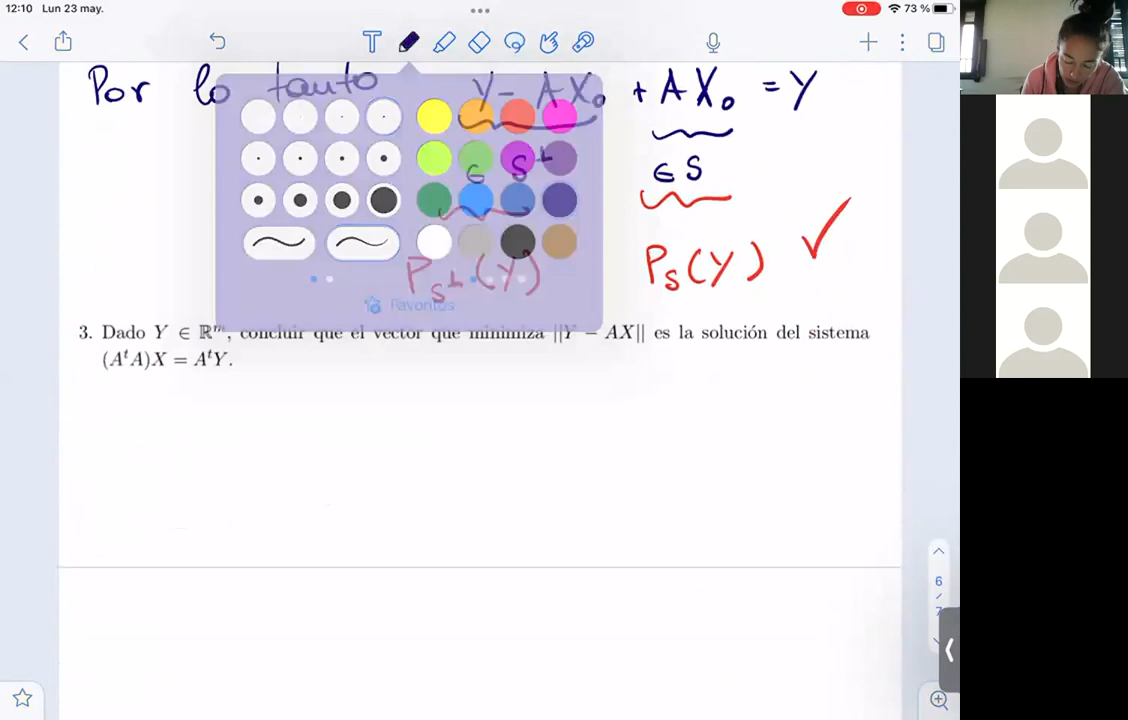 12:10 Lun 23 may. 73 %
T
Por lo tanto Y - AX₀ + AX₀ = Y
∈ S⊥ ∈ S
P_S⊥(Y) P_S(Y) ✓
Favoritos
3. Dado Y ∈ ℝᵐ, concluir que el vector que minimiza ||Y − AX|| es la solución del sistema
(AᵗA)X = AᵗY.
6
/
7